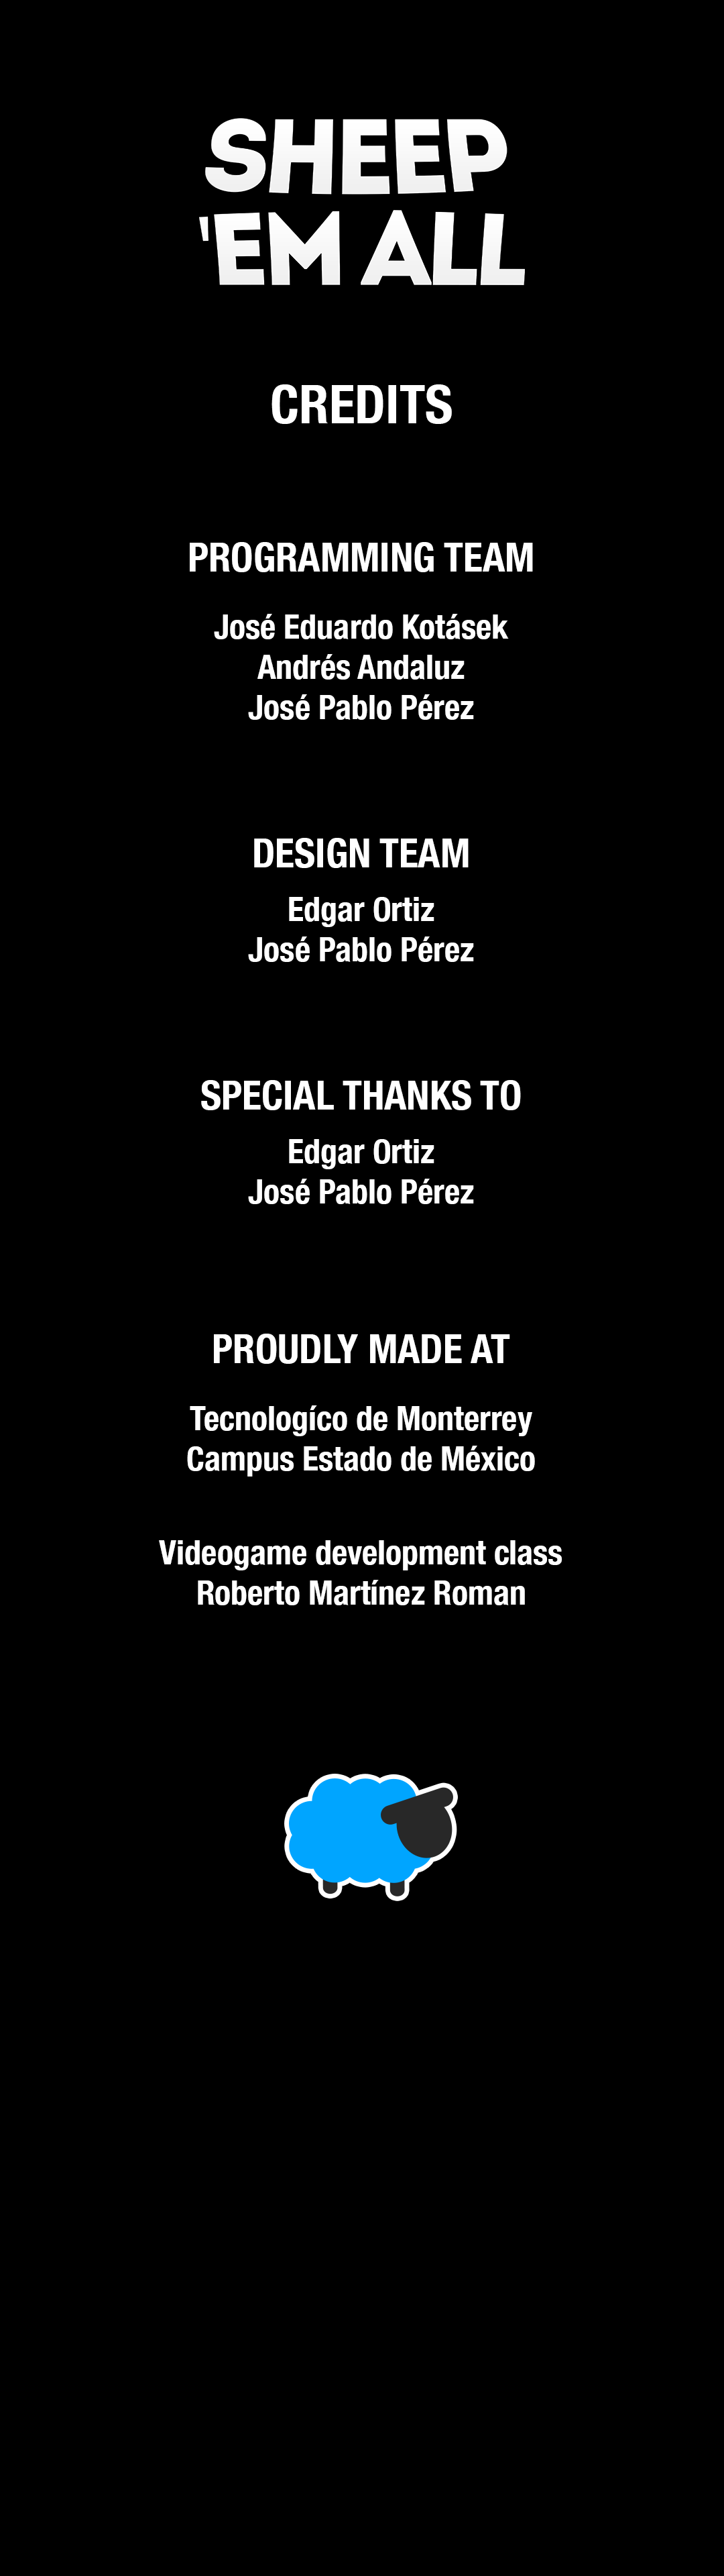 SHEEP
'EM ALL
CREDITS
PROGRAMMING TEAM
José Eduardo Kotásek
Andrés Andaluz
José Pablo Pérez
DESIGN TEAM
Edgar Ortiz
José Pablo Pérez
SPECIAL THANKS TO
Edgar Ortiz
José Pablo Pérez
PROUDLY MADE AT
Tecnologíco de Monterrey
Campus Estado de México
Videogame development class
Roberto Martínez Roman